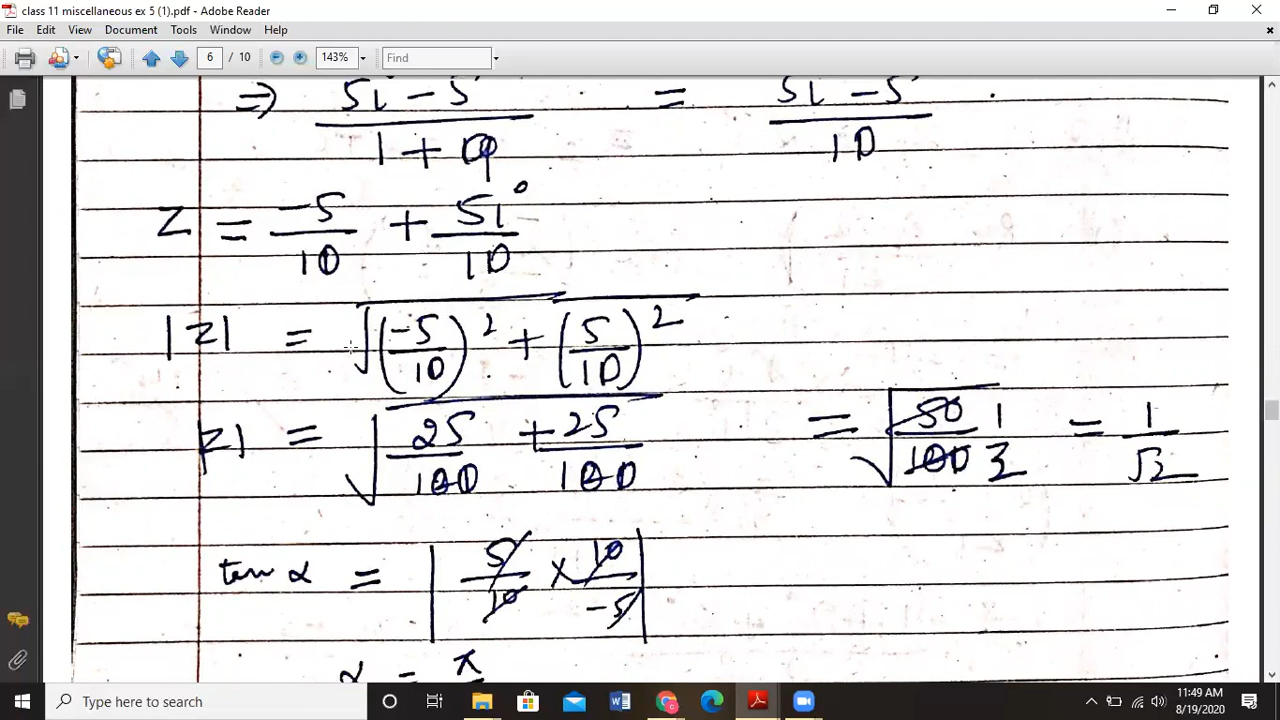 class 11 miscellaneous ex 5 (1).pdf - Adobe Reader
File Edit View Document Tools Window Help
6 / 10 143% Find
=> (5i - 5)/(1 + 9) = (5i - 5)/10 .
Z = -5/10 + 5i/10
|Z| = √((-5/10)² + (5/10)²)
|Z| = √(25/100 + 25/100) = √(50/100 1/2) = 1/√2
tan α = | 5/10 × 10/-5 |
α = π
Type here to search
11:49 AM
8/19/2020